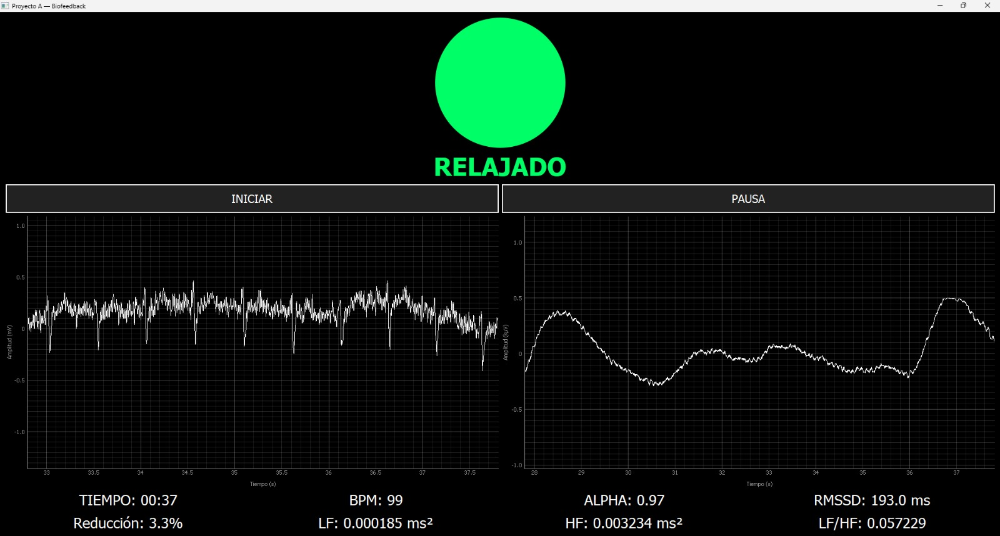 Proyecto A — Biofeedback
RELAJADO
INICIAR
PAUSA
1.0
0.5
0
-0.5
-1.0
Amplitud (mV)
33
33.5
34
34.5
35
35.5
36
36.5
37
37.5
Tiempo (s)
1.0
0.5
0
-0.5
-1.0
Amplitud (kµV)
28
29
30
31
32
33
34
35
36
37
Tiempo (s)
TIEMPO: 00:37
BPM: 99
ALPHA: 0.97
RMSSD: 193.0 ms
Reducción: 3.3%
LF: 0.000185 ms²
HF: 0.003234 ms²
LF/HF: 0.057229